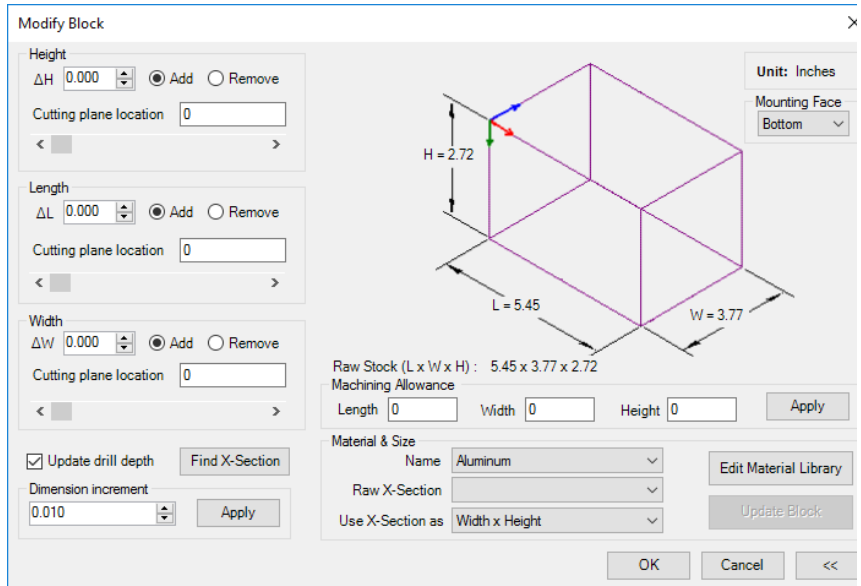 Modify Block
Height
ΔH 0.000 Add Remove
Cutting plane location 0
Length
ΔL 0.000 Add Remove
Cutting plane location 0
Width
ΔW 0.000 Add Remove
Cutting plane location 0
Update drill depth Find X-Section
Dimension increment
0.010 Apply
H = 2.72
L = 5.45
W = 3.77
Unit: Inches
Mounting Face
Bottom
Raw Stock (L x W x H) : 5.45 x 3.77 x 2.72
Machining Allowance
Length 0 Width 0 Height 0 Apply
Material & Size
Name Aluminum
Raw X-Section
Use X-Section as Width x Height
Edit Material Library
Update Block
OK Cancel <<